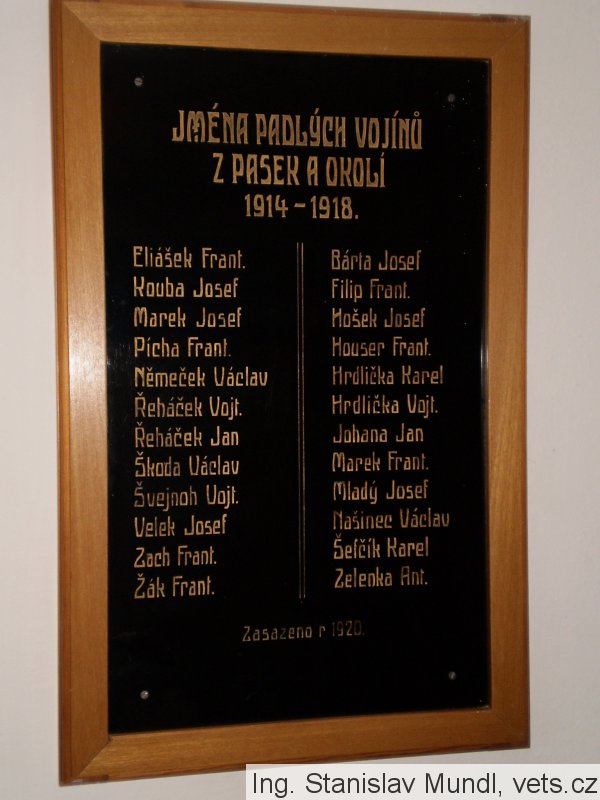 JMÉNA PADLÝCH VOJÍNŮ
Z PASEK A OKOLÍ
1914 – 1918.
Eliášek Frant.
Kouba Josef
Marek Josef
Pícha Frant.
Němeček Václav
Řeháček Vojt.
Řeháček Jan
Škoda Václav
Švejnoh Vojt.
Velek Josef
Zach Frant.
Žák Frant.
Bárta Josef
Filip Frant.
Hošek Josef
Houser Frant.
Hrdlička Karel
Hrdlička Vojt.
Johana Jan
Marek Frant.
Mladý Josef
Našinec Václav
Šefčík Karel
Zelenka Ant.
Zasazeno r 1920.
Ing. Stanislav Mundl, vets.cz